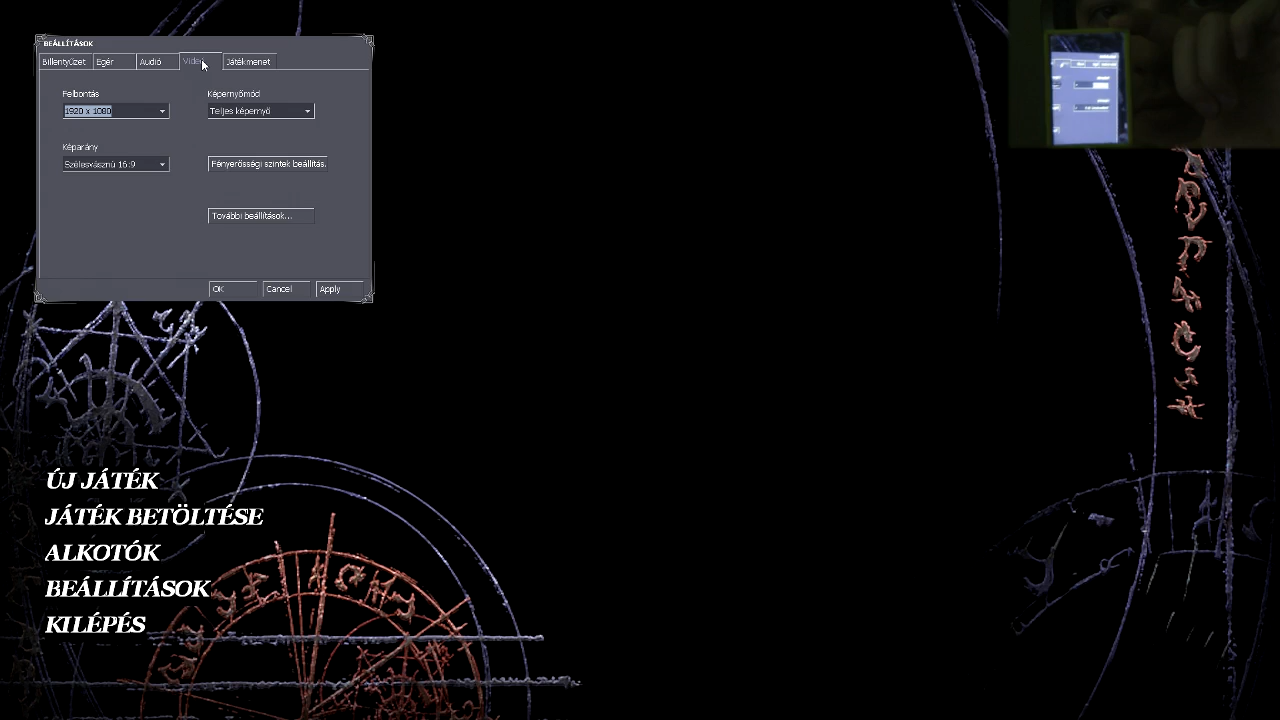 BEÁLLÍTÁSOK
Billentyűzet Egér Audió Videó Játékmenet
Felbontás Képernyőmód
1920 x 1080 Teljes képernyő
Képarány
Szélesvásznú 16:9 Fényerősségi szintek beállítás.
További beállítások...
OK Cancel Apply
ÚJ JÁTÉK
JÁTÉK BETÖLTÉSE
ALKOTÓK
BEÁLLÍTÁSOK
KILÉPÉS